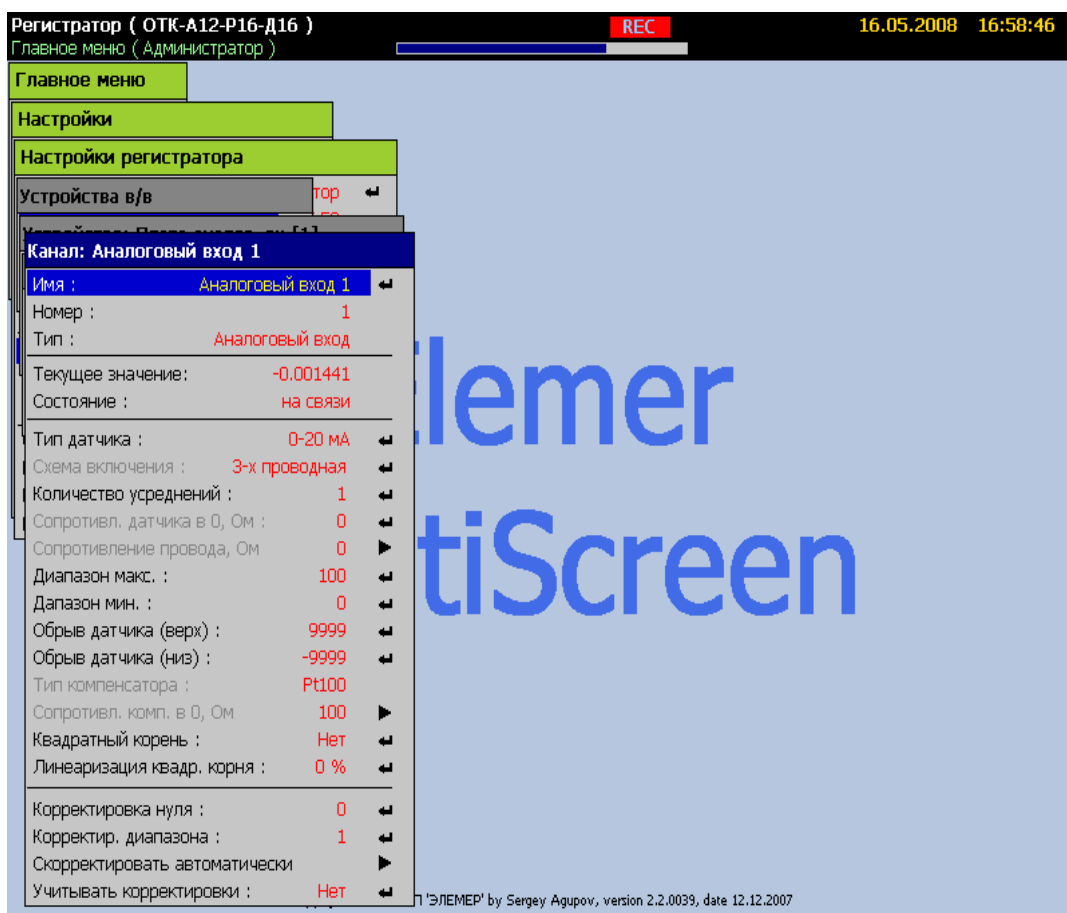 Регистратор ( ОТК-А12-Р16-Д16 ) REC 16.05.2008 16:58:46
Главное меню ( Администратор )
Главное меню
Настройки
Настройки регистратора
Устройства в/в тор
Канал: Аналоговый вход 1
Имя : Аналоговый вход 1
Номер : 1
Тип : Аналоговый вход
Текущее значение: -0.001441
Состояние : на связи
Тип датчика : 0-20 мА
Схема включения : 3-х проводная
Количество усреднений : 1
Сопротивл. датчика в 0, Ом : 0
Сопротивление провода, Ом 0
Диапазон макс. : 100
Дапазон мин. : 0
Обрыв датчика (верх) : 9999
Обрыв датчика (низ) : -9999
Тип компенсатора : Pt100
Сопротивл. комп. в 0, Ом 100
Квадратный корень : Нет
Линеаризация квадр. корня : 0 %
Корректировка нуля : 0
Корректир. диапазона : 1
Скорректировать автоматически
Учитывать корректировки : Нет
Elemer
tiScreen
П 'ЭЛЕМЕР' by Sergey Agupov, version 2.2.0039, date 12.12.2007